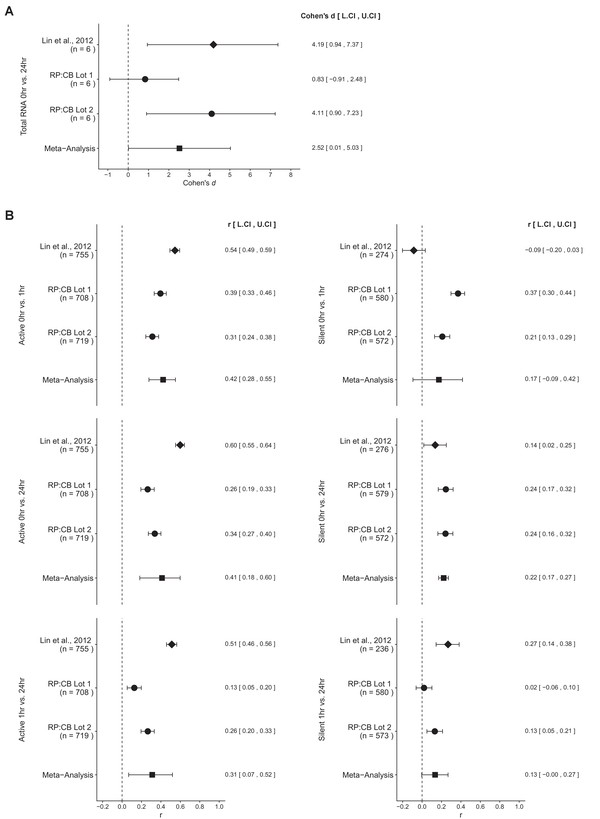 A
Cohen's d [ L.CI , U.CI ]
Total RNA 0hr vs. 24hr
Lin et al., 2012
(n = 6 )
4.19 [ 0.94 , 7.37 ]
RP:CB Lot 1
(n = 6 )
0.83 [ −0.91 , 2.48 ]
RP:CB Lot 2
(n = 6 )
4.11 [ 0.90 , 7.23 ]
Meta−Analysis
2.52 [ 0.01 , 5.03 ]
−1 0 1 2 3 4 5 6 7 8
Cohen's d
B
r [ L.CI , U.CI ]
Active 0hr vs. 1hr
Lin et al., 2012
(n = 755 )
0.54 [ 0.49 , 0.59 ]
RP:CB Lot 1
(n = 708 )
0.39 [ 0.33 , 0.46 ]
RP:CB Lot 2
(n = 719 )
0.31 [ 0.24 , 0.38 ]
Meta−Analysis
0.42 [ 0.28 , 0.55 ]
Active 0hr vs. 24hr
Lin et al., 2012
(n = 755 )
0.60 [ 0.55 , 0.64 ]
RP:CB Lot 1
(n = 708 )
0.26 [ 0.19 , 0.33 ]
RP:CB Lot 2
(n = 719 )
0.34 [ 0.27 , 0.40 ]
Meta−Analysis
0.41 [ 0.18 , 0.60 ]
Active 1hr vs. 24hr
Lin et al., 2012
(n = 755 )
0.51 [ 0.46 , 0.56 ]
RP:CB Lot 1
(n = 708 )
0.13 [ 0.05 , 0.20 ]
RP:CB Lot 2
(n = 719 )
0.26 [ 0.20 , 0.33 ]
Meta−Analysis
0.31 [ 0.07 , 0.52 ]
−0.2 0.0 0.2 0.4 0.6 0.8 1.0
r
r [ L.CI , U.CI ]
Silent 0hr vs. 1hr
Lin et al., 2012
(n = 274 )
−0.09 [ −0.20 , 0.03 ]
RP:CB Lot 1
(n = 580 )
0.37 [ 0.30 , 0.44 ]
RP:CB Lot 2
(n = 572 )
0.21 [ 0.13 , 0.29 ]
Meta−Analysis
0.17 [ −0.09 , 0.42 ]
Silent 0hr vs. 24hr
Lin et al., 2012
(n = 276 )
0.14 [ 0.02 , 0.25 ]
RP:CB Lot 1
(n = 579 )
0.24 [ 0.17 , 0.32 ]
RP:CB Lot 2
(n = 572 )
0.24 [ 0.16 , 0.32 ]
Meta−Analysis
0.22 [ 0.17 , 0.27 ]
Silent 1hr vs. 24hr
Lin et al., 2012
(n = 236 )
0.27 [ 0.14 , 0.38 ]
RP:CB Lot 1
(n = 580 )
0.02 [ −0.06 , 0.10 ]
RP:CB Lot 2
(n = 573 )
0.13 [ 0.05 , 0.21 ]
Meta−Analysis
0.13 [ −0.00 , 0.27 ]
−0.2 0.0 0.2 0.4 0.6 0.8 1.0
r